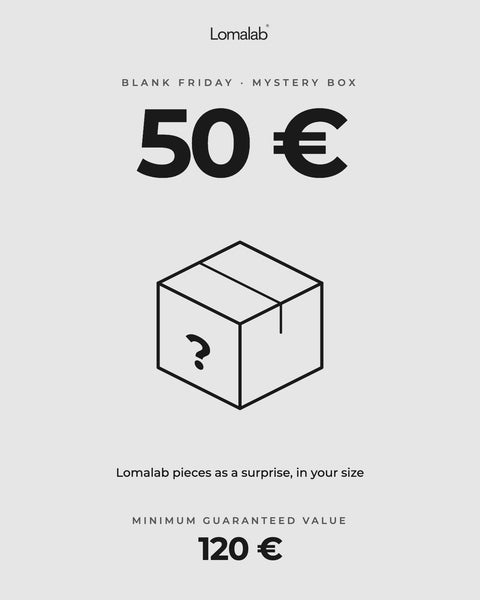 Lomalab®
BLANK FRIDAY · MYSTERY BOX
50 €
?
Lomalab pieces as a surprise, in your size
MINIMUM GUARANTEED VALUE
120 €